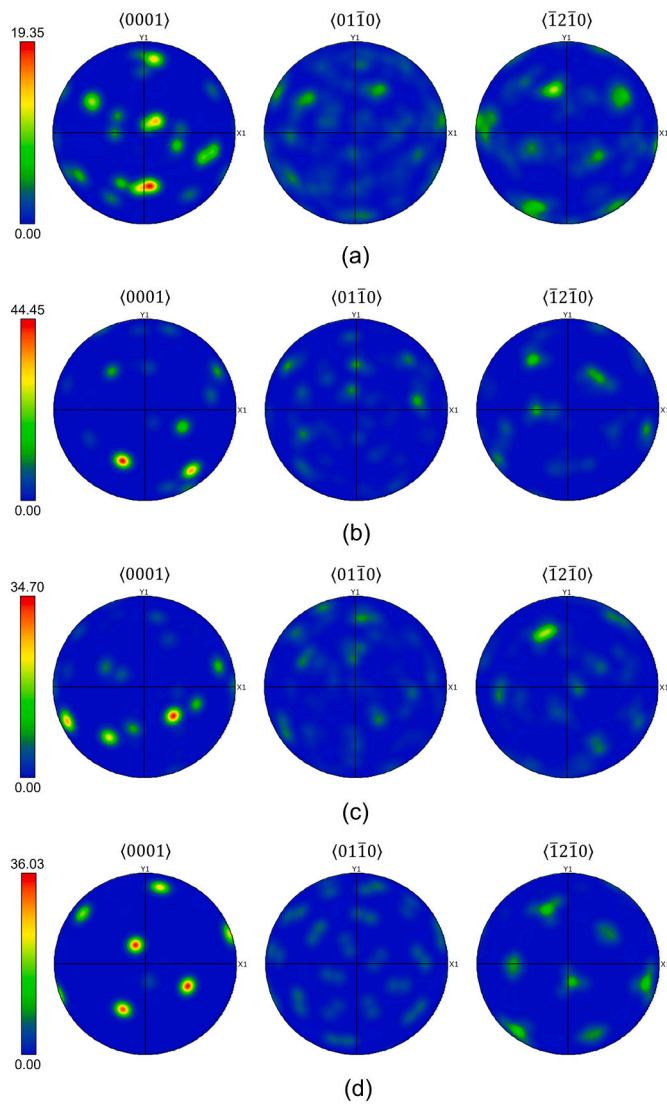 ⟨0001⟩ ⟨011̅0⟩ ⟨1̅21̅0⟩
19.35 Y1 Y1 Y1
X1 X1 X1
0.00
(a)
⟨0001⟩ ⟨011̅0⟩ ⟨1̅21̅0⟩
44.45 Y1 Y1 Y1
X1 X1 X1
0.00
(b)
⟨0001⟩ ⟨011̅0⟩ ⟨1̅21̅0⟩
34.70 Y1 Y1 Y1
X1 X1 X1
0.00
(c)
⟨0001⟩ ⟨011̅0⟩ ⟨1̅21̅0⟩
36.03 Y1 Y1 Y1
X1 X1 X1
0.00
(d)